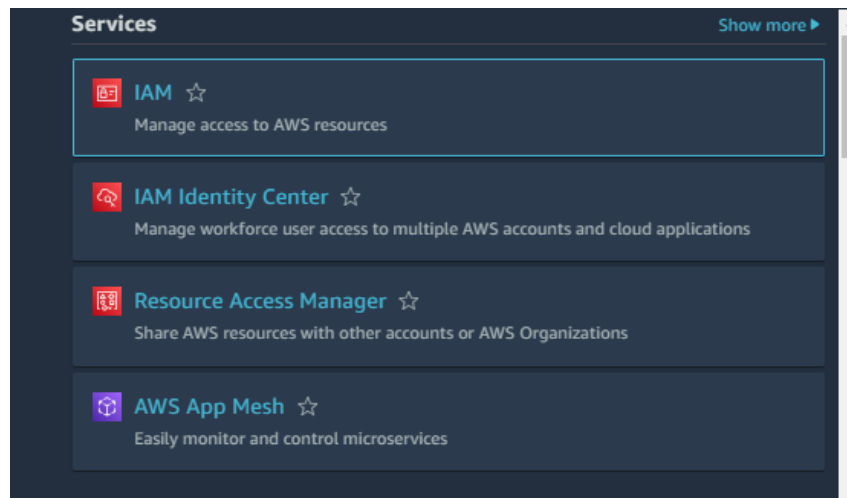 Services
Show more
IAM
Manage access to AWS resources
IAM Identity Center
Manage workforce user access to multiple AWS accounts and cloud applications
Resource Access Manager
Share AWS resources with other accounts or AWS Organizations
AWS App Mesh
Easily monitor and control microservices